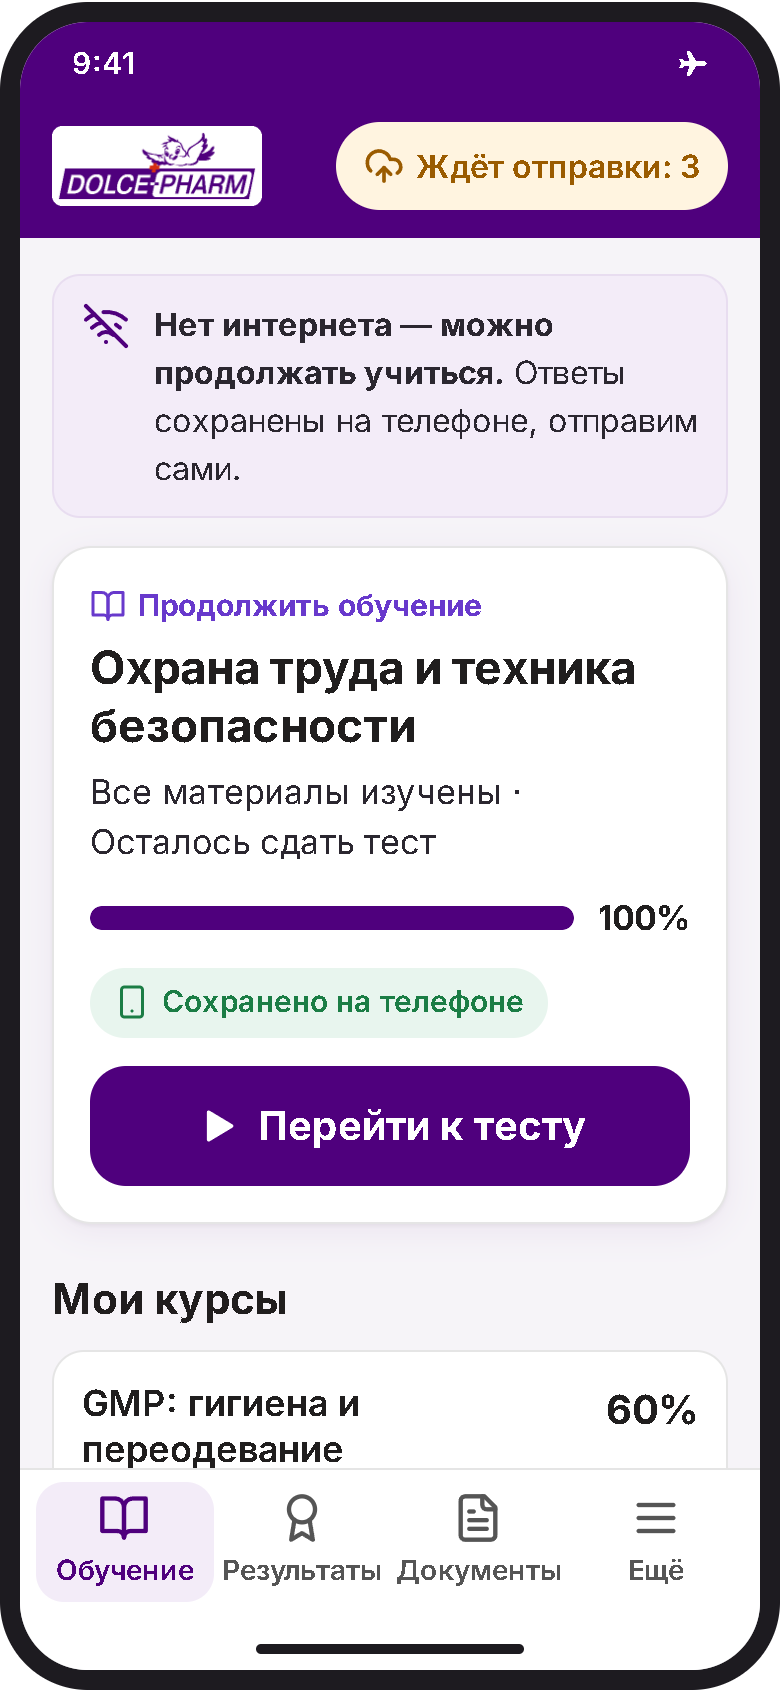 9:41
DOLCE-PHARM
Ждёт отправки: 3
Нет интернета — можно
продолжать учиться. Ответы
сохранены на телефоне, отправим
сами.
Продолжить обучение
Охрана труда и техника
безопасности
Все материалы изучены ·
Осталось сдать тест
100%
Сохранено на телефоне
Перейти к тесту
Мои курсы
GMP: гигиена и
переодевание
60%
Обучение
Результаты
Документы
Ещё